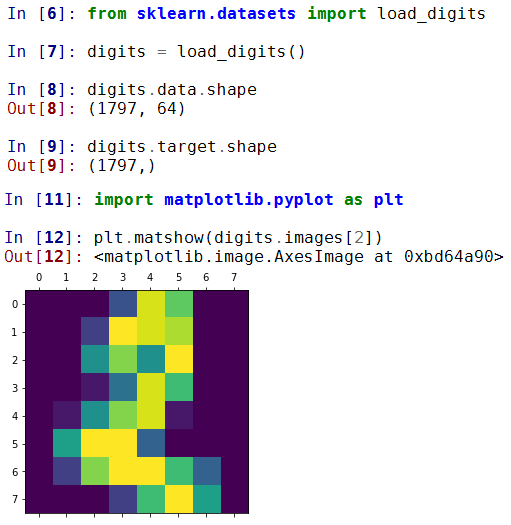 In [6]: from sklearn.datasets import load_digits
In [7]: digits = load_digits()
In [8]: digits.data.shape
Out[8]: (1797, 64)
In [9]: digits.target.shape
Out[9]: (1797,)
In [11]: import matplotlib.pyplot as plt
In [12]: plt.matshow(digits.images[2])
Out[12]: <matplotlib.image.AxesImage at 0xbd64a90>
0 1 2 3 4 5 6 7
0
1
2
3
4
5
6
7